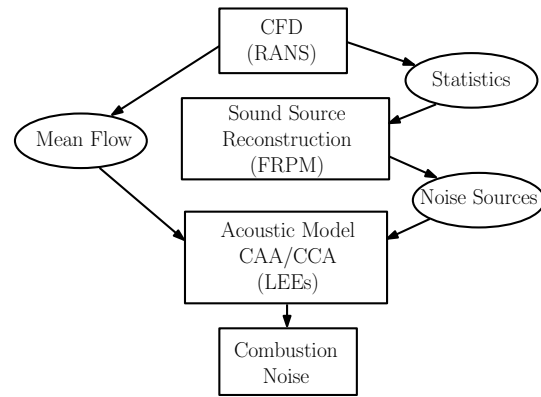 CFD
(RANS)
Statistics
Mean Flow
Sound Source
Reconstruction
(FRPM)
Noise Sources
Acoustic Model
CAA/CCA
(LEEs)
Combustion
Noise